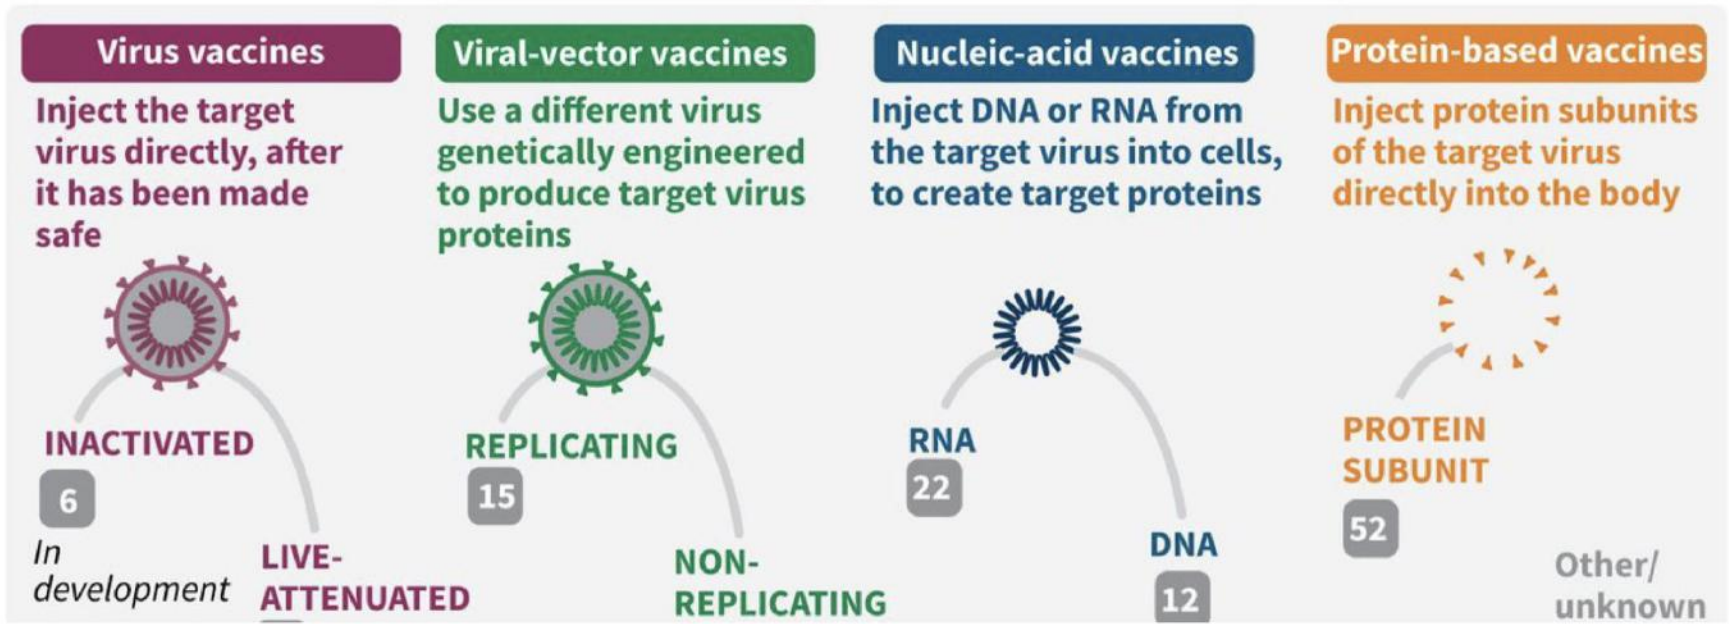 Virus vaccines
Inject the target
virus directly, after
it has been made
safe
INACTIVATED
6
In
development
LIVE-
ATTENUATED
Viral-vector vaccines
Use a different virus
genetically engineered
to produce target virus
proteins
REPLICATING
15
NON-
REPLICATING
Nucleic-acid vaccines
Inject DNA or RNA from
the target virus into cells,
to create target proteins
RNA
22
DNA
12
Protein-based vaccines
Inject protein subunits
of the target virus
directly into the body
PROTEIN
SUBUNIT
52
Other/
unknown